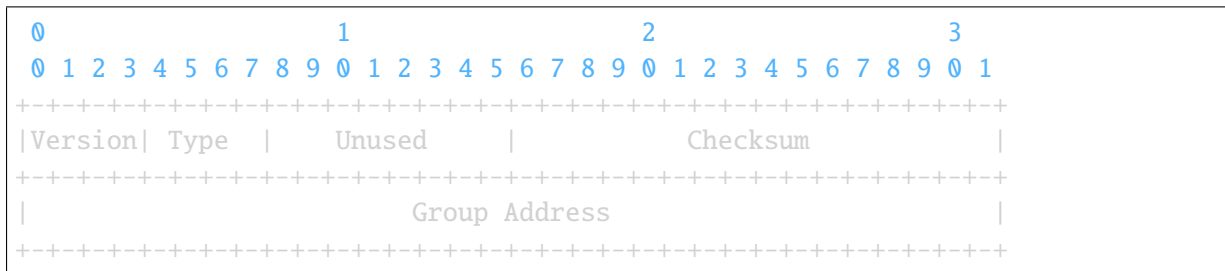 0                   1                   2                   3
 0 1 2 3 4 5 6 7 8 9 0 1 2 3 4 5 6 7 8 9 0 1 2 3 4 5 6 7 8 9 0 1
+-+-+-+-+-+-+-+-+-+-+-+-+-+-+-+-+-+-+-+-+-+-+-+-+-+-+-+-+-+-+-+-+
|Version| Type  |    Unused     |           Checksum            |
+-+-+-+-+-+-+-+-+-+-+-+-+-+-+-+-+-+-+-+-+-+-+-+-+-+-+-+-+-+-+-+-+
|                         Group Address                         |
+-+-+-+-+-+-+-+-+-+-+-+-+-+-+-+-+-+-+-+-+-+-+-+-+-+-+-+-+-+-+-+-+